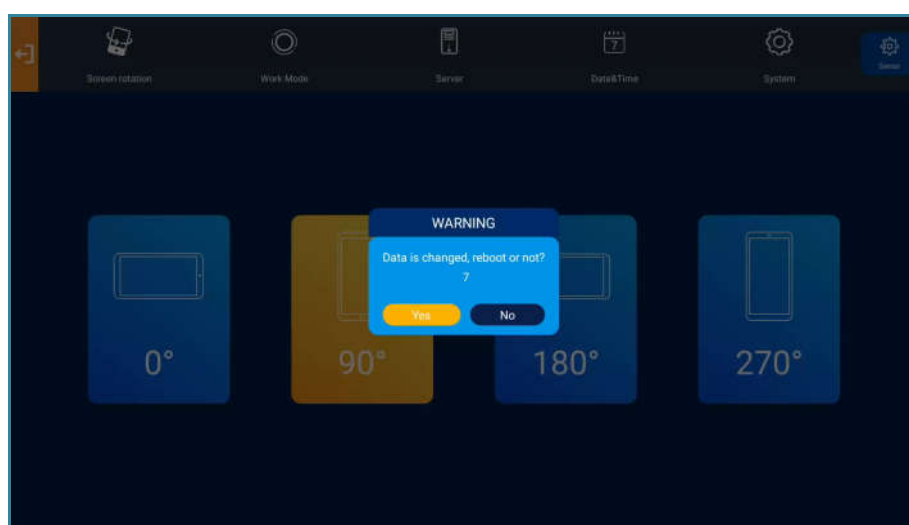 Screen rotation
Work Mode
Server
7
Date&Time
System
WARNING
Data is changed, reboot or not?
7
Yes
No
0°
90°
180°
270°